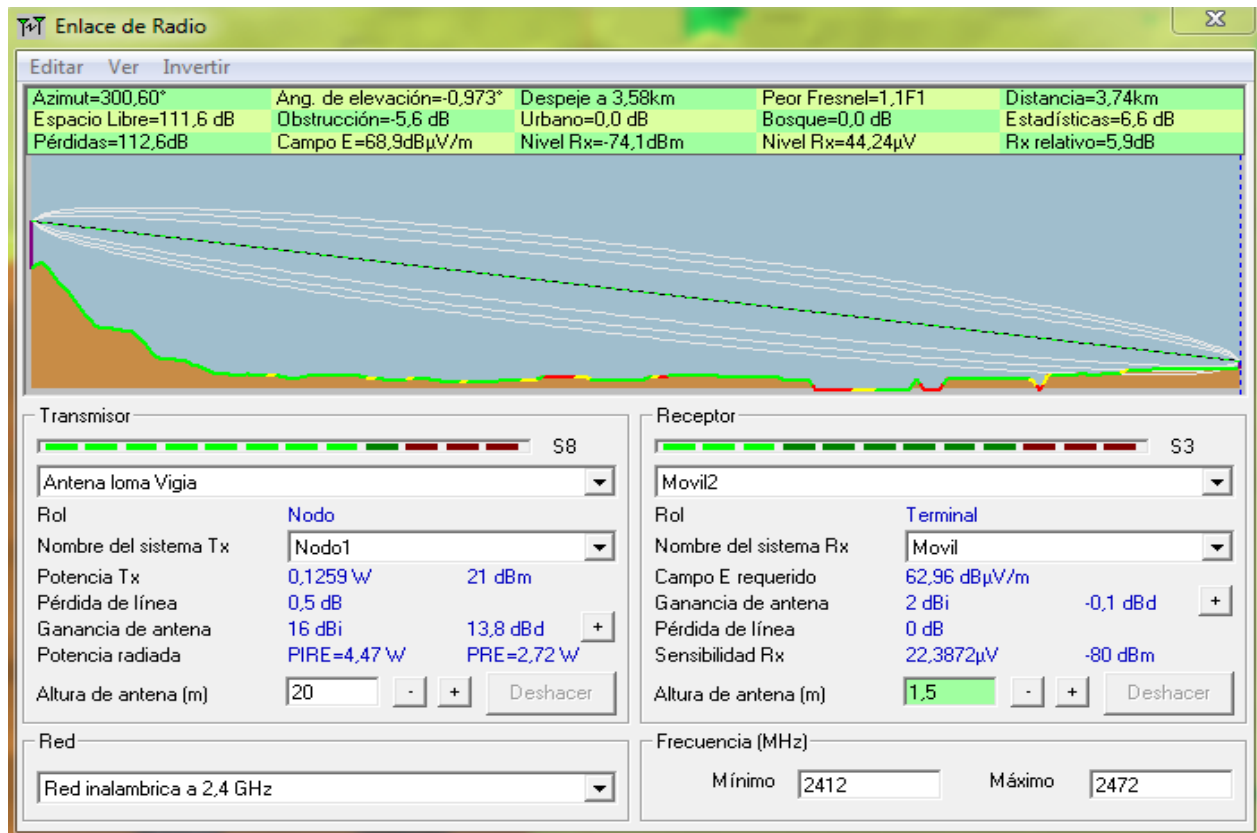 Enlace de Radio
Editar Ver Invertir
Azimut=300,60° Ang. de elevación=-0,973° Despeje a 3,58km Peor Fresnel=1,1F1 Distancia=3,74km
Espacio Libre=111,6 dB Obstrucción=-5,6 dB Urbano=0,0 dB Bosque=0,0 dB Estadísticas=6,6 dB
Pérdidas=112,6dB Campo E=68,9dBµV/m Nivel Rx=-74,1dBm Nivel Rx=44,24µV Rx relativo=5,9dB
Transmisor
S8
Antena loma Vigia
Rol Nodo
Nombre del sistema Tx Nodo1
Potencia Tx 0,1259 W 21 dBm
Pérdida de línea 0,5 dB
Ganancia de antena 16 dBi 13,8 dBd +
Potencia radiada PIRE=4,47 W PRE=2,72 W
Altura de antena (m) 20 - + Deshacer
Receptor
S3
Movil2
Rol Terminal
Nombre del sistema Rx Movil
Campo E requerido 62,96 dBµV/m
Ganancia de antena 2 dBi -0,1 dBd +
Pérdida de línea 0 dB
Sensibilidad Rx 22,3872µV -80 dBm
Altura de antena (m) 1,5 - + Deshacer
Red
Red inalambrica a 2,4 GHz
Frecuencia (MHz)
Mínimo 2412 Máximo 2472